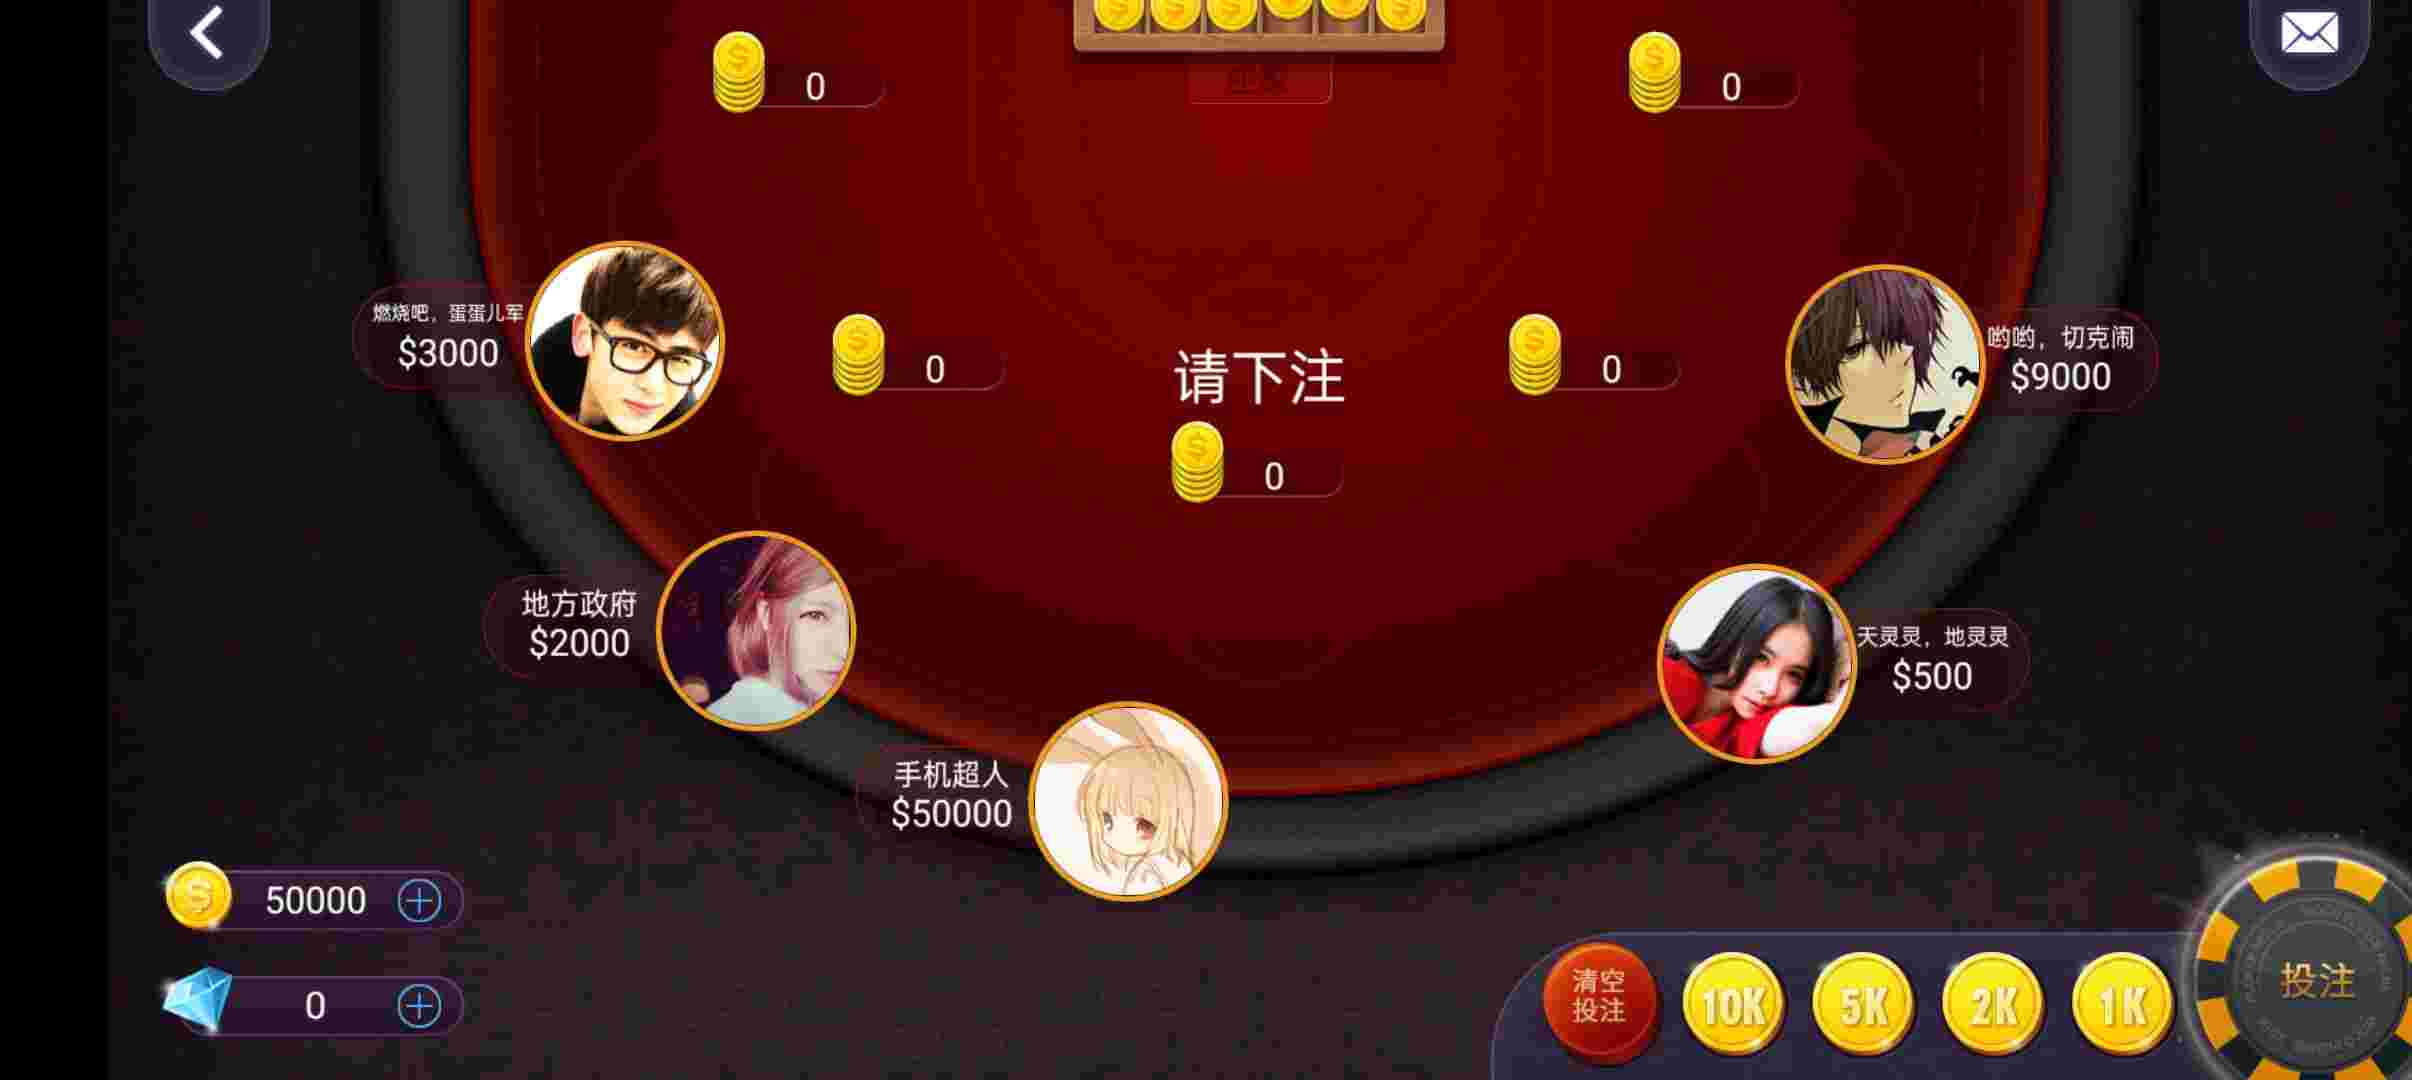 0
0
燃烧吧，蛋蛋儿军
$3000
0
请下注
0
0
哟哟，切克闹
$9000
地方政府
$2000
天灵灵，地灵灵
$500
手机超人
$50000
50000
0
清空
投注
10K
5K
2K
1K
投注